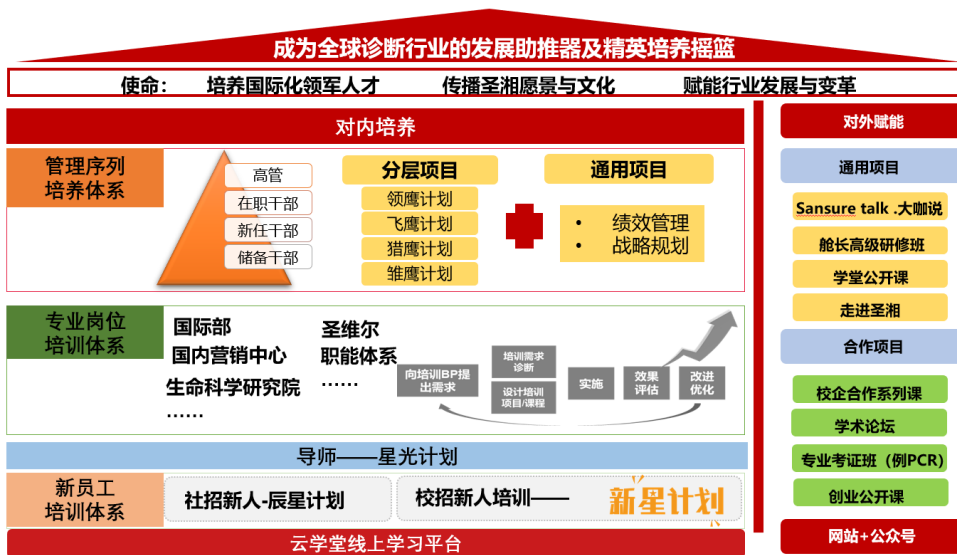 成为全球诊断行业的发展助推器及精英培养摇篮
使命： 培养国际化领军人才 传播圣湘愿景与文化 赋能行业发展与变革
对内培养
管理序列
培养体系
高管
在职干部
新任干部
储备干部
分层项目
领鹰计划
飞鹰计划
猎鹰计划
雏鹰计划
通用项目
• 绩效管理
• 战略规划
专业岗位
培训体系
国际部
国内营销中心
生命科学研究院
……
圣维尔
职能体系
……
向培训BP提
出需求
培训需求
诊断
设计培训
项目/课程
实施
效果
评估
改进
优化
导师——星光计划
新员工
培训体系
社招新人-辰星计划
校招新人培训——
新星计划
云学堂线上学习平台
对外赋能
通用项目
Sansure talk .大咖说
舱长高级研修班
学堂公开课
走进圣湘
合作项目
校企合作系列课
学术论坛
专业考证班（例PCR）
创业公开课
网站+公众号